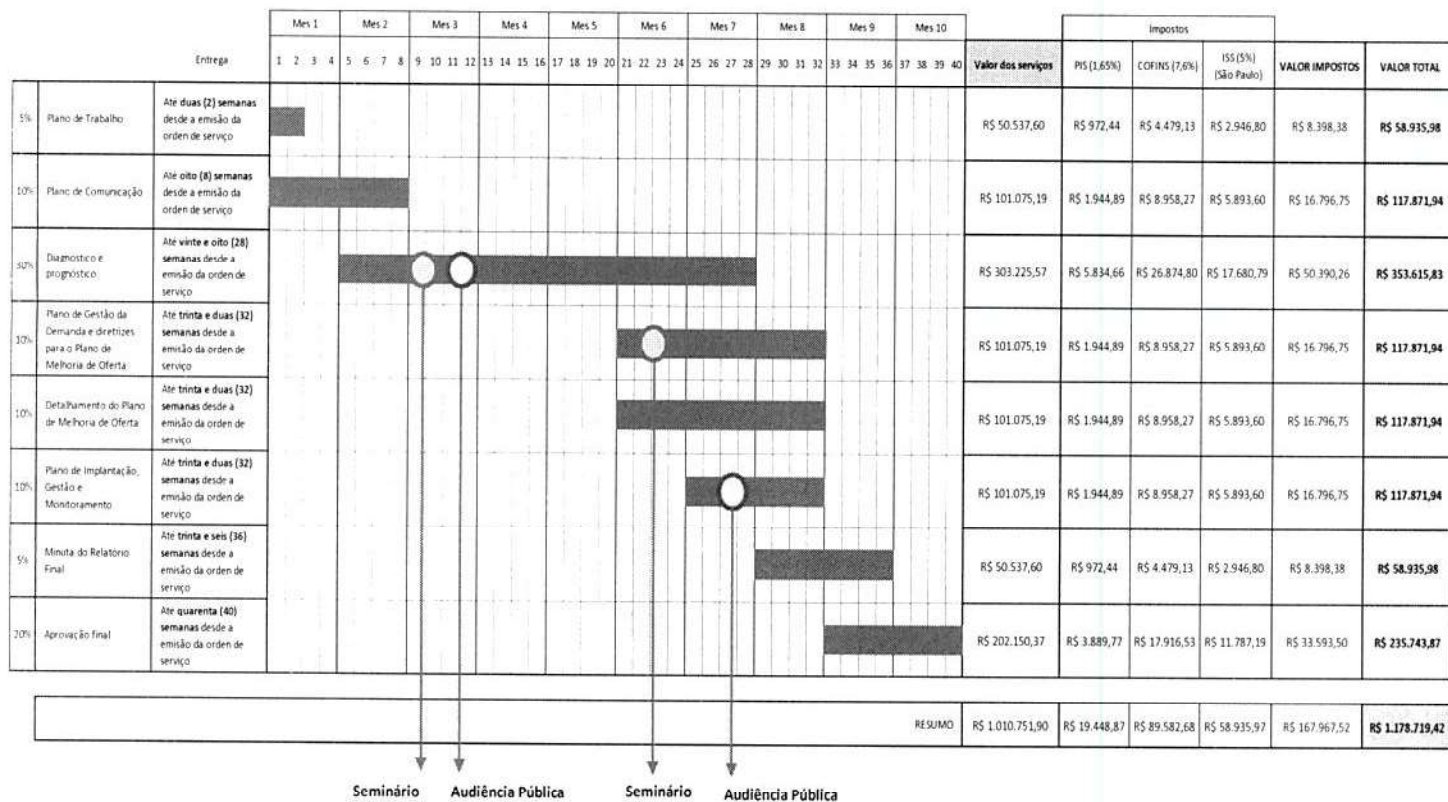 Mes 1 Mes 2 Mes 3 Mes 4 Mes 5 Mes 6 Mes 7 Mes 8 Mes 9 Mes 10 Impostos
Entrega 1 2 3 4 5 6 7 8 9 10 11 12 13 14 15 16 17 18 19 20 21 22 23 24 25 26 27 28 29 30 31 32 33 34 35 36 37 38 39 40 Valor dos serviços PIS (1,65%) COFINS (7,6%) ISS (5%) (São Paulo) VALOR IMPOSTOS VALOR TOTAL
5% Plano de Trabalho
Até duas (2) semanas
desde a emissão da
orden de serviço
R$ 50.537,60 R$ 972,44 R$ 4.479,13 R$ 2.946,80 R$ 8.398,38 R$ 58.935,98
10% Plano de Comunicação
Até oito (8) semanas
desde a emissão da
orden de serviço
R$ 101.075,19 R$ 1.944,89 R$ 8.958,27 R$ 5.893,60 R$ 16.796,75 R$ 117.871,94
30% Diagnostico e
prognóstico
Até vinte e oito (28)
semanas desde a
emissão da orden de
serviço
R$ 303.225,57 R$ 5.834,66 R$ 26.874,80 R$ 17.680,79 R$ 50.390,26 R$ 353.615,83
10% Plano de Gestão da
Demanda e diretrizes
para o Plano de
Melhoria de Oferta
Até trinta e duas (32)
semanas desde a
emissão da orden de
serviço
R$ 101.075,19 R$ 1.944,89 R$ 8.958,27 R$ 5.893,60 R$ 16.796,75 R$ 117.871,94
10% Detalhamento do Plano
de Melhoria de Oferta
Até trinta e duas (32)
semanas desde a
emissão da orden de
serviço
R$ 101.075,19 R$ 1.944,89 R$ 8.958,27 R$ 5.893,60 R$ 16.796,75 R$ 117.871,94
10% Plano de Implantação,
Gestão e
Monitoramento
Até trinta e duas (32)
semanas desde a
emissão da orden de
serviço
R$ 101.075,19 R$ 1.944,89 R$ 8.958,27 R$ 5.893,60 R$ 16.796,75 R$ 117.871,94
5% Minuta do Relatório
Final
Até trinta e seis (36)
semanas desde a
emissão da orden de
serviço
R$ 50.537,60 R$ 972,44 R$ 4.479,13 R$ 2.946,80 R$ 8.398,38 R$ 58.935,98
20% Aprovação final
Até quarenta (40)
semanas desde a
emissão da orden de
serviço
R$ 202.150,37 R$ 3.889,77 R$ 17.916,53 R$ 11.787,19 R$ 33.593,50 R$ 235.743,87
RESUMO R$ 1.010.751,90 R$ 19.448,87 R$ 89.582,68 R$ 58.935,97 R$ 167.967,52 R$ 1.178.719,42
Seminário Audiência Pública Seminário Audiência Pública